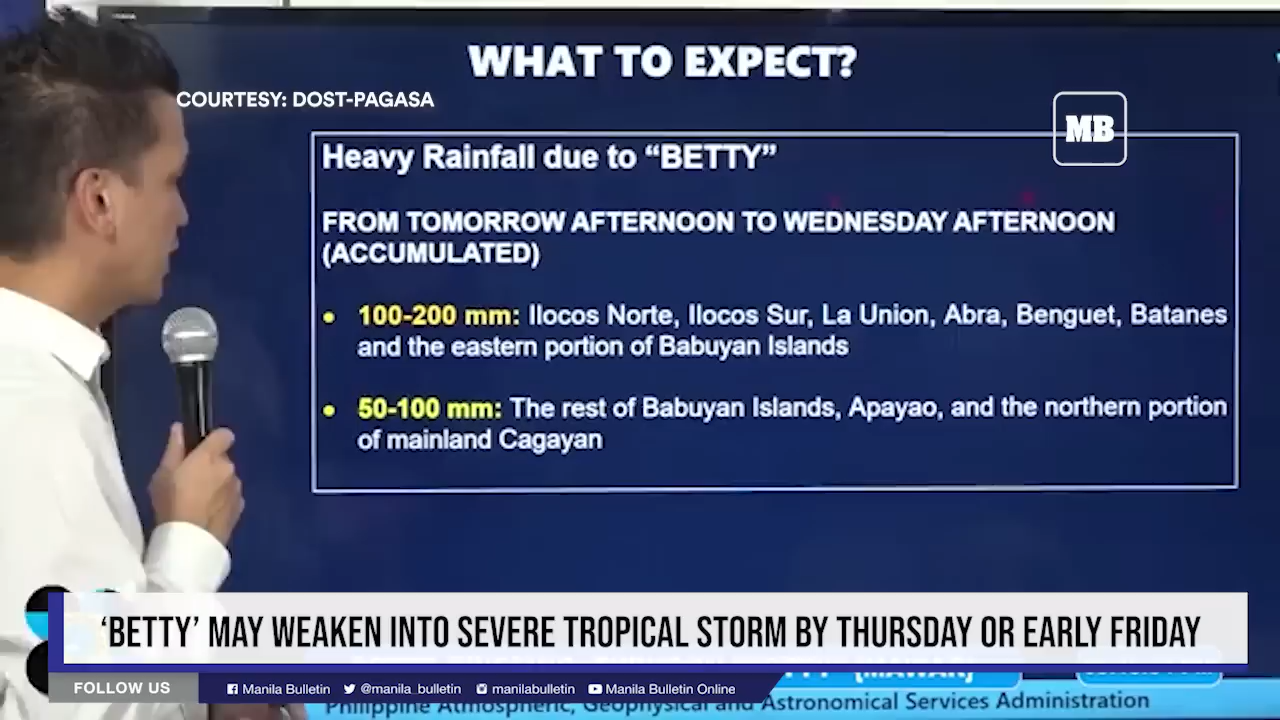 WHAT TO EXPECT?
COURTESY: DOST-PAGASA
MB
Heavy Rainfall due to “BETTY”
FROM TOMORROW AFTERNOON TO WEDNESDAY AFTERNOON
(ACCUMULATED)
• 100-200 mm: Ilocos Norte, Ilocos Sur, La Union, Abra, Benguet, Batanes
and the eastern portion of Babuyan Islands
• 50-100 mm: The rest of Babuyan Islands, Apayao, and the northern portion
of mainland Cagayan
‘BETTY’ MAY WEAKEN INTO SEVERE TROPICAL STORM BY THURSDAY OR EARLY FRIDAY
FOLLOW US
Manila Bulletin @manila_bulletin manilabulletin Manila Bulletin Online
Philippine Atmospheric, Geophysical and Astronomical Services Administration